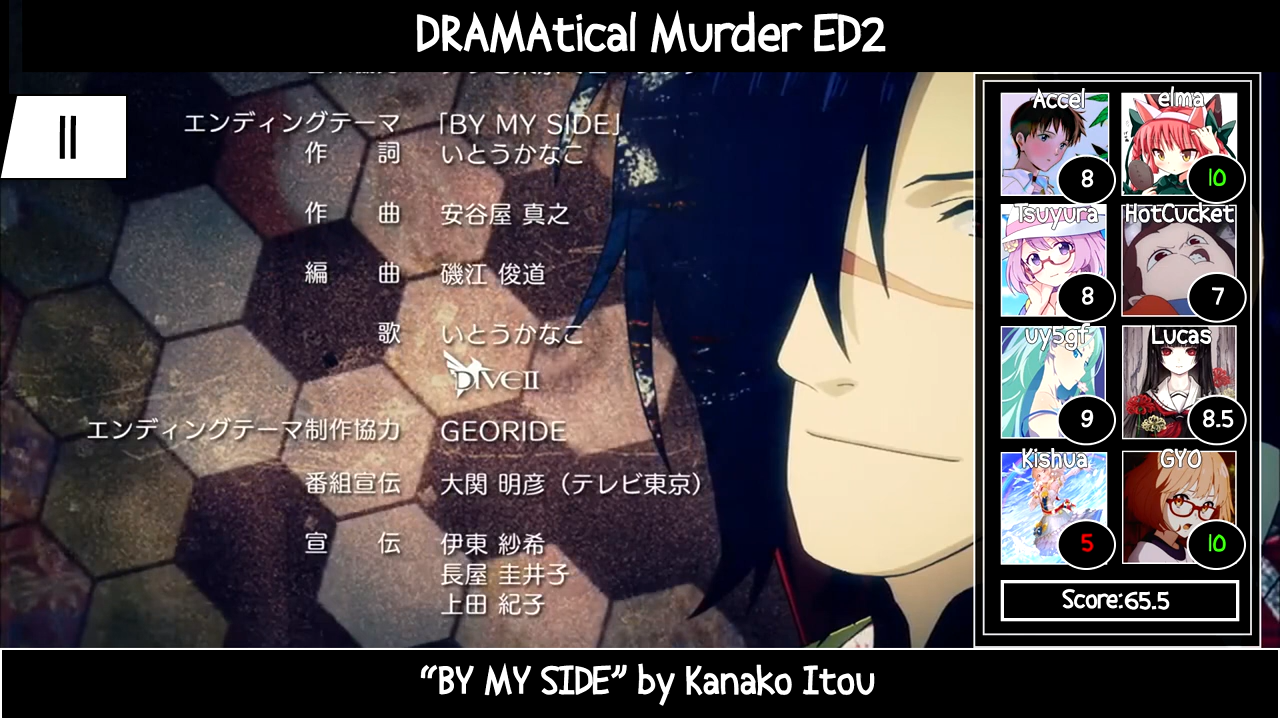 DRAMAtical Murder ED2
11
エンディングテーマ 「BY MY SIDE」
作 詞 いとうかなこ
作 曲 安谷屋 真之
編 曲 磯江 俊道
歌 いとうかなこ
DIVEII
エンディングテーマ制作協力 GEORIDE
番組宣伝 大関 明彦（テレビ東京）
宣 伝 伊東 紗希
長屋 圭井子
上田 紀子
Accel elma
8 10
Tsuyura HotCucket
8 7
uy5gf Lucas
9 8.5
Kishua GYO
5 10
Score:65.5
“BY MY SIDE” by Kanako Itou